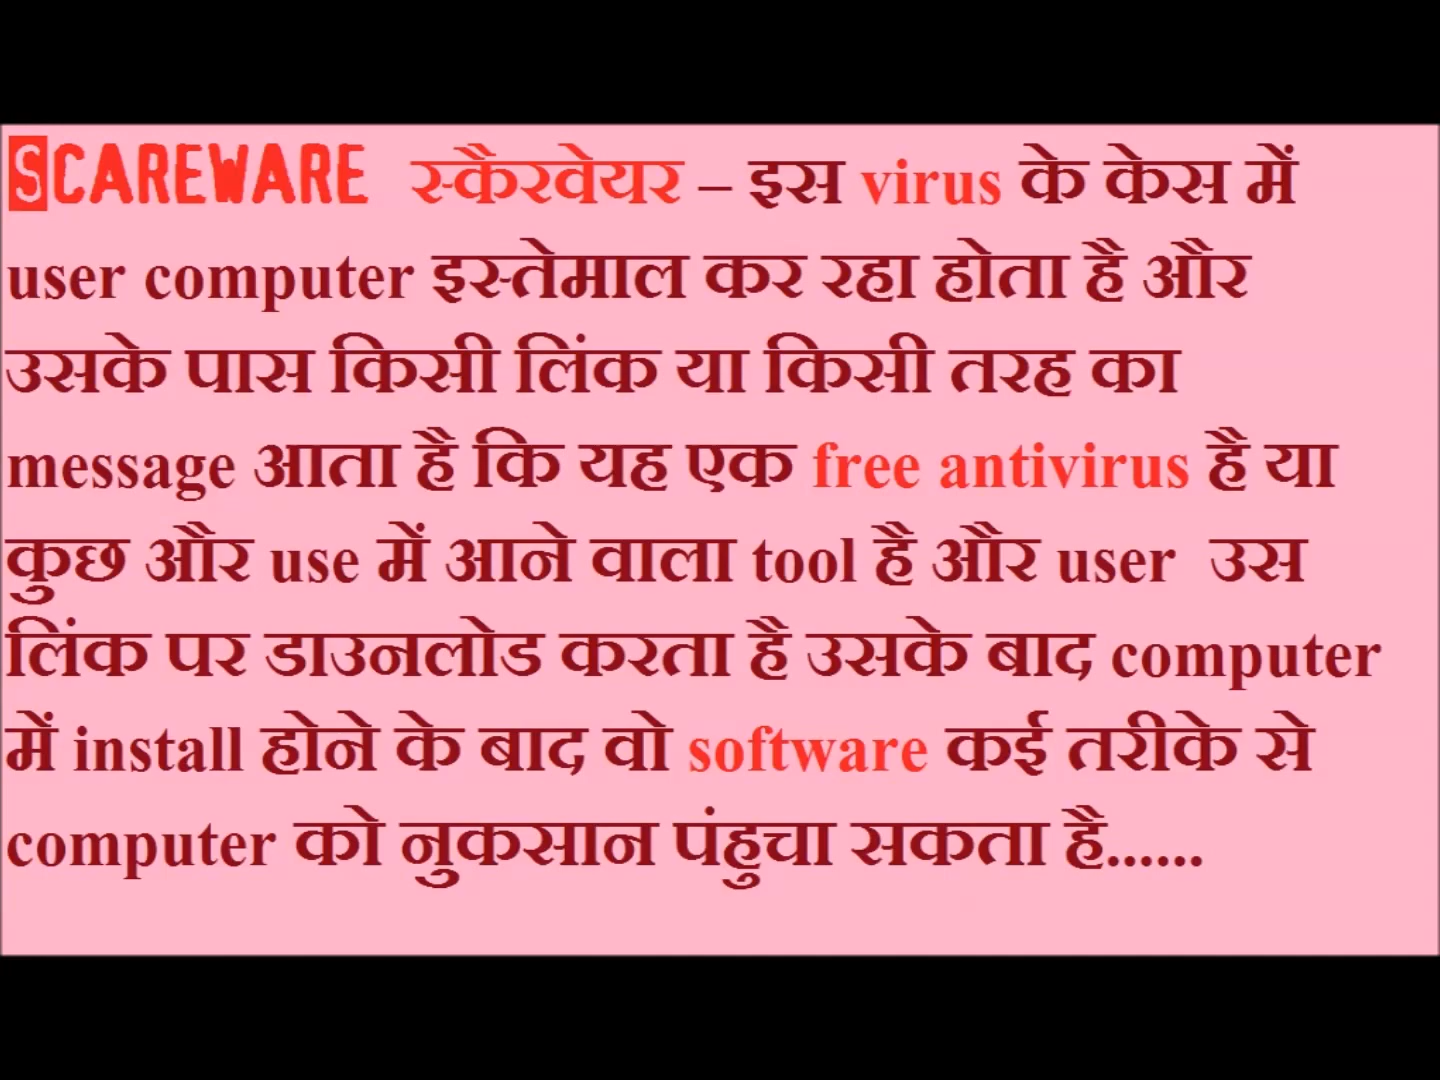 SCAREWARE स्कैरवेयर – इस virus के केस में
user computer इस्तेमाल कर रहा होता है और
उसके पास किसी लिंक या किसी तरह का
message आता है कि यह एक free antivirus है या
कुछ और use में आने वाला tool है और user उस
लिंक पर डाउनलोड करता है उसके बाद computer
में install होने के बाद वो software कई तरीके से
computer को नुकसान पंहुचा सकता है......